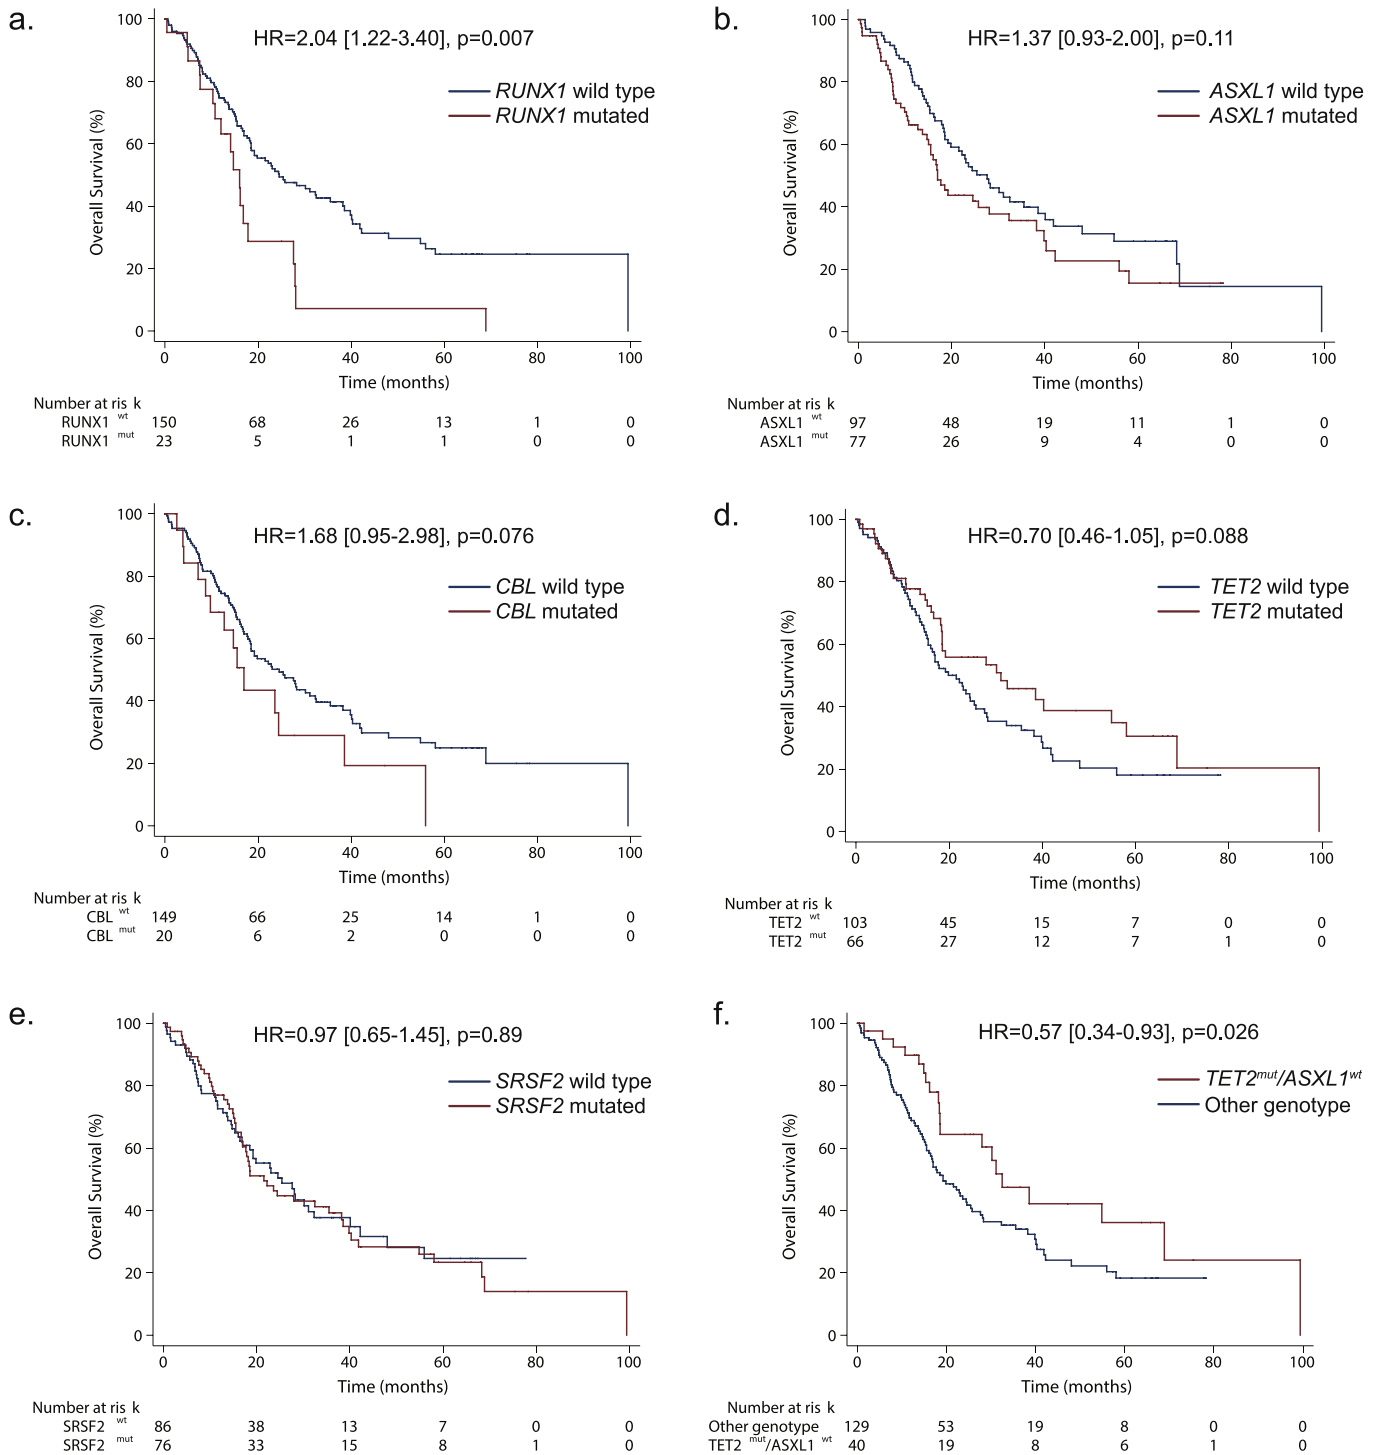 a.
HR=2.04 [1.22-3.40], p=0.007
RUNX1 wild type
RUNX1 mutated
Overall Survival (%)
100
80
60
40
20
0
0 20 40 60 80 100
Time (months)
Number at ris k
RUNX1 wt 150 68 26 13 1 0
RUNX1 mut 23 5 1 1 0 0
b.
HR=1.37 [0.93-2.00], p=0.11
ASXL1 wild type
ASXL1 mutated
Overall Survival (%)
100
80
60
40
20
0
0 20 40 60 80 100
Time (months)
Number at ris k
ASXL1 wt 97 48 19 11 1 0
ASXL1 mut 77 26 9 4 0 0
c.
HR=1.68 [0.95-2.98], p=0.076
CBL wild type
CBL mutated
Overall Survival (%)
100
80
60
40
20
0
0 20 40 60 80 100
Time (months)
Number at ris k
CBL wt 149 66 25 14 1 0
CBL mut 20 6 2 0 0 0
d.
HR=0.70 [0.46-1.05], p=0.088
TET2 wild type
TET2 mutated
Overall Survival (%)
100
80
60
40
20
0
0 20 40 60 80 100
Time (months)
Number at ris k
TET2 wt 103 45 15 7 0 0
TET2 mut 66 27 12 7 1 0
e.
HR=0.97 [0.65-1.45], p=0.89
SRSF2 wild type
SRSF2 mutated
Overall Survival (%)
100
80
60
40
20
0
0 20 40 60 80 100
Time (months)
Number at ris k
SRSF2 wt 86 38 13 7 0 0
SRSF2 mut 76 33 15 8 1 0
f.
HR=0.57 [0.34-0.93], p=0.026
TET2mut/ASXL1wt
Other genotype
Overall Survival (%)
100
80
60
40
20
0
0 20 40 60 80 100
Time (months)
Number at ris k
Other genotype 129 53 19 8 0 0
TET2 mut/ASXL1 wt 40 19 8 6 1 0